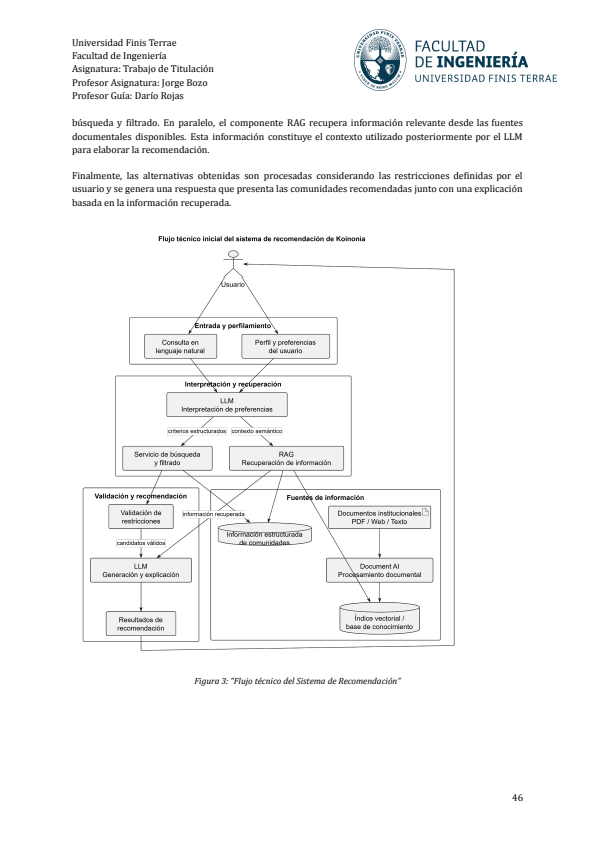 Universidad Finis Terrae
Facultad de Ingeniería
Asignatura: Trabajo de Titulación
Profesor Asignatura: Jorge Bozo
Profesor Guía: Darío Rojas
FACULTAD
DE INGENIERÍA
UNIVERSIDAD FINIS TERRAE
búsqueda y filtrado. En paralelo, el componente RAG recupera información relevante desde las fuentes
documentales disponibles. Esta información constituye el contexto utilizado posteriormente por el LLM
para elaborar la recomendación.
Finalmente, las alternativas obtenidas son procesadas considerando las restricciones definidas por el
usuario y se genera una respuesta que presenta las comunidades recomendadas junto con una explicación
basada en la información recuperada.
Flujo técnico inicial del sistema de recomendación de Koinonia
Usuario
Entrada y perfilamiento
Consulta en
lenguaje natural
Perfil y preferencias
del usuario
Interpretación y recuperación
LLM
Interpretación de preferencias
criterios estructurados
contexto semántico
Servicio de búsqueda
y filtrado
RAG
Recuperación de información
Validación y recomendación
Fuentes de información
Validación de
restricciones
información recuperada
Documentos institucionales
PDF / Web / Texto
Información estructurada
de comunidades
candidatos válidos
LLM
Generación y explicación
Document AI
Procesamiento documental
Resultados de
recomendación
Índice vectorial /
base de conocimiento
Figura 3: "Flujo técnico del Sistema de Recomendación"
46